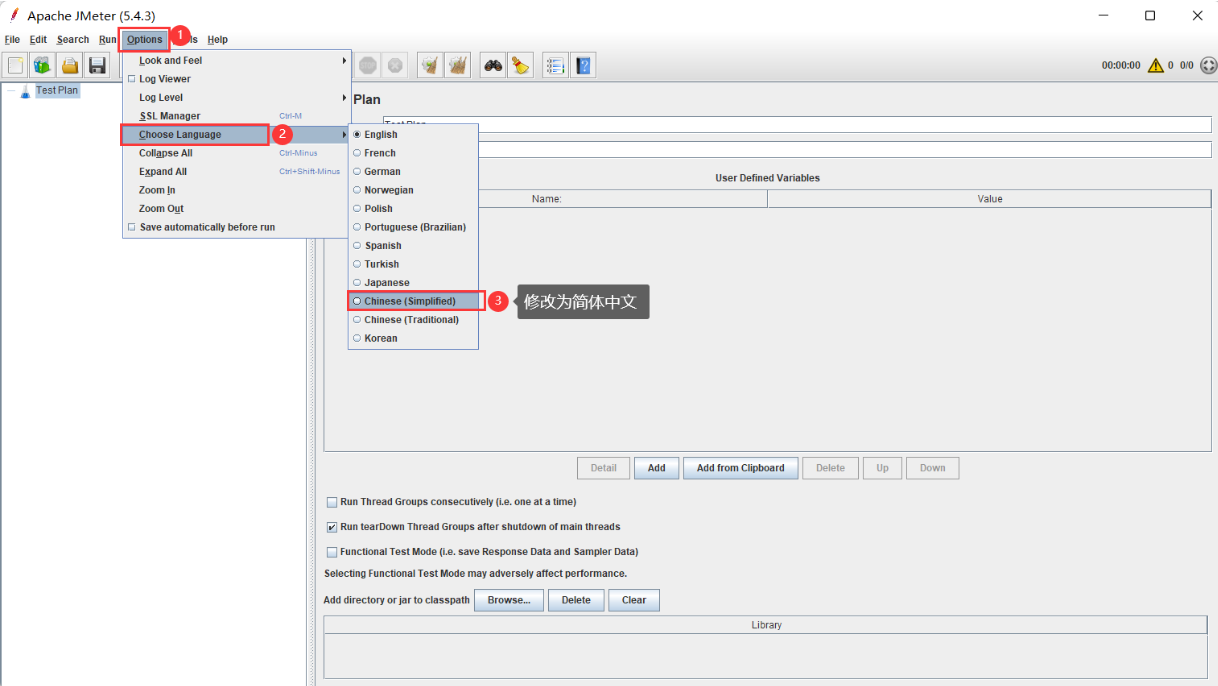 Apache JMeter (5.4.3)
File Edit Search Run Options ls Help
1
Look and Feel
Log Viewer
Log Level
SSL Manager Ctrl-M
Choose Language 2
Collapse All Ctrl-Minus
Expand All Ctrl+Shift-Minus
Zoom In
Zoom Out
Save automatically before run
English
French
German
Norwegian
Polish
Portuguese (Brazilian)
Spanish
Turkish
Japanese
Chinese (Simplified) 3 修改为简体中文
Chinese (Traditional)
Korean
00:00:00 0 0/0
Test Plan
Plan
Test Plan
User Defined Variables
Name: Value
Detail Add Add from Clipboard Delete Up Down
Run Thread Groups consecutively (i.e. one at a time)
Run tearDown Thread Groups after shutdown of main threads
Functional Test Mode (i.e. save Response Data and Sampler Data)
Selecting Functional Test Mode may adversely affect performance.
Add directory or jar to classpath Browse... Delete Clear
Library